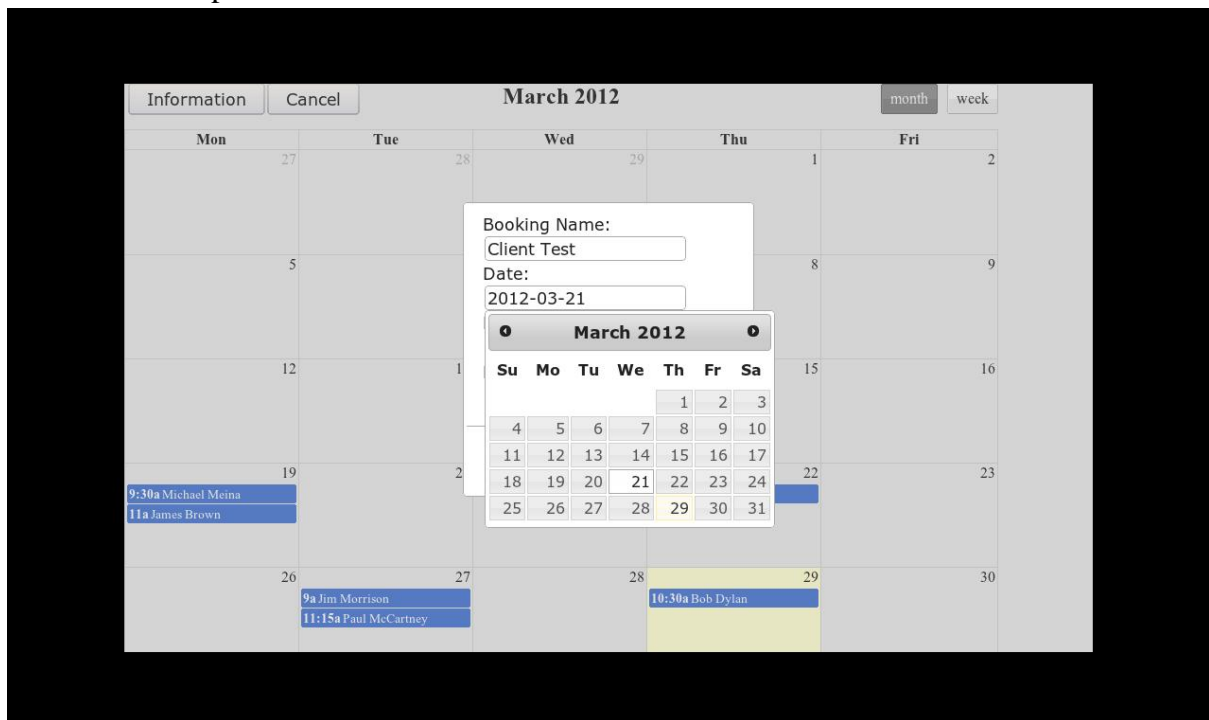 Information Cancel March 2012 month week
Mon Tue Wed Thu Fri
27 28 29 1 2
Booking Name:
Client Test
5 8 9
Date:
2012-03-21
March 2012
Su Mo Tu We Th Fr Sa
12 1 15 16
1 2 3
4 5 6 7 8 9 10
11 12 13 14 15 16 17
19 2 22 23
18 19 20 21 22 23 24
9:30a Michael Meina
25 26 27 28 29 30 31
11a James Brown
26 27 28 29 30
9a Jim Morrison 10:30a Bob Dylan
11:15a Paul McCartney